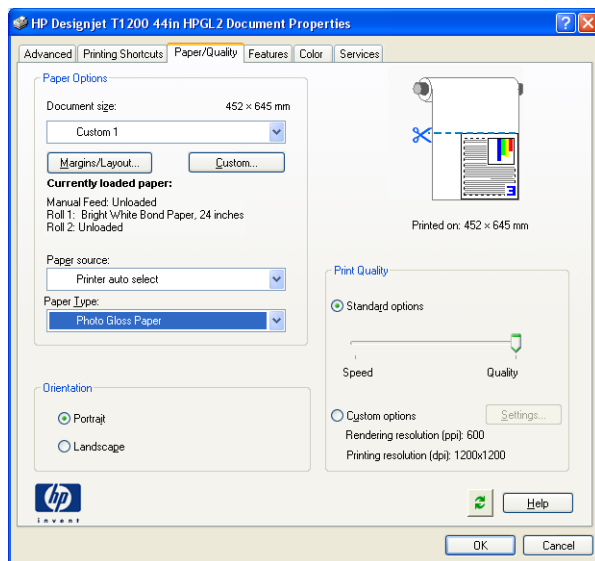 HP Designjet T1200 44in HPGL2 Document Properties
Advanced Printing Shortcuts Paper/Quality Features Color Services
Paper Options
Document size: 452 × 645 mm
Custom 1
Margins/Layout... Custom...
Currently loaded paper:
Manual Feed: Unloaded
Roll 1: Bright White Bond Paper, 24 inches
Roll 2: Unloaded
Paper source:
Printer auto select
Paper Type:
Photo Gloss Paper
Orientation
Portrait
Landscape
3
Printed on: 452 × 645 mm
Print Quality
Standard options
Speed Quality
Custom options Settings...
Rendering resolution (ppi): 600
Printing resolution (dpi): 1200x1200
hp
invent
Help
OK Cancel